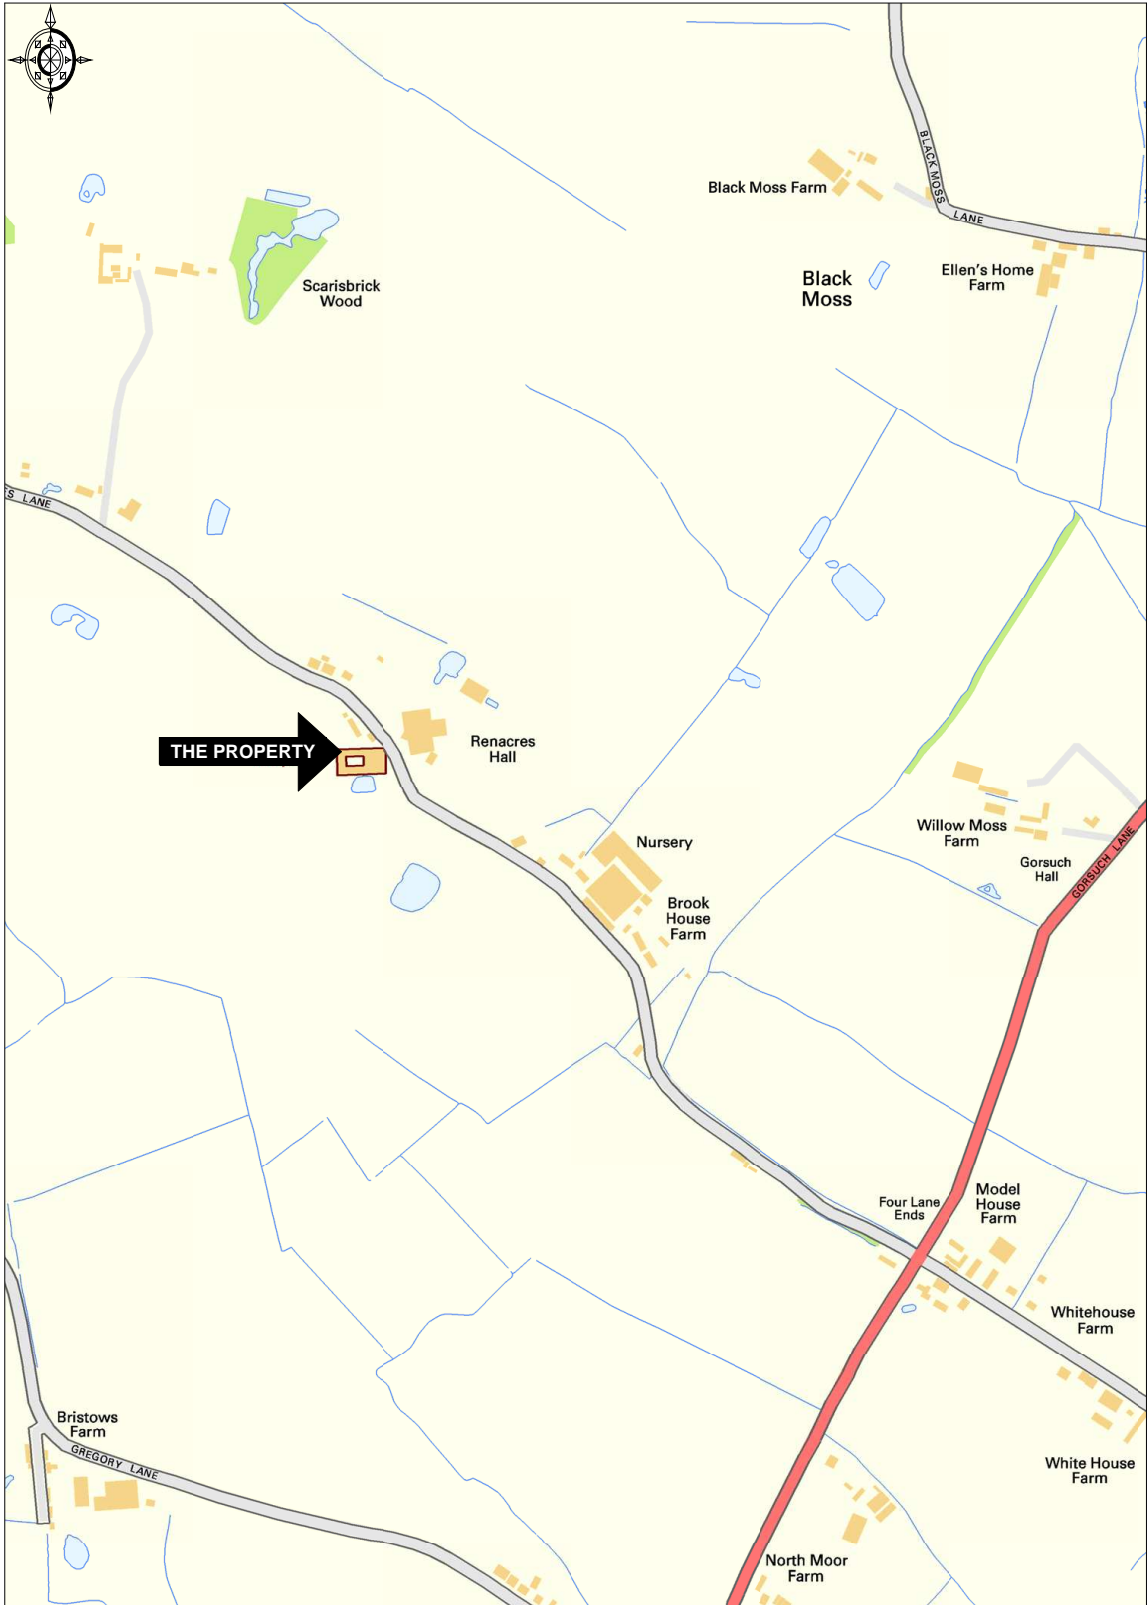 BLACK MOSS
LANE
Black Moss Farm
Ellen's Home
Farm
Black
Moss
Scarisbrick
Wood
S LANE
THE PROPERTY
Renacres
Hall
Willow Moss
Farm
Gorsuch
Hall
GORSUCH LANE
Nursery
Brook
House
Farm
Four Lane
Ends
Model
House
Farm
Whitehouse
Farm
Bristows
Farm
GREGORY LANE
White House
Farm
North Moor
Farm